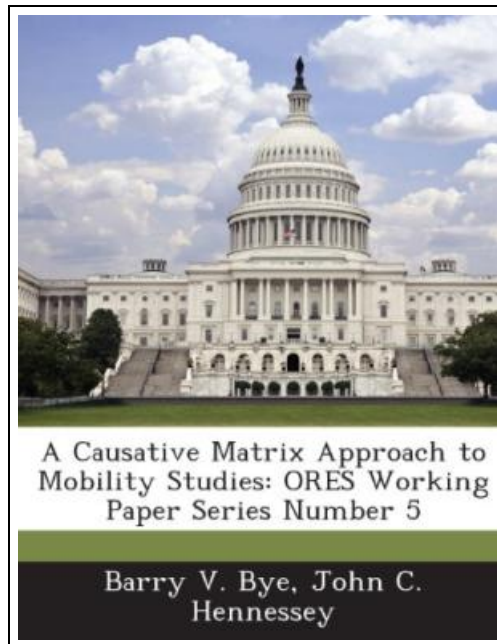 A Causative Matrix Approach to
Mobility Studies: ORES Working
Paper Series Number 5
Barry V. Bye, John C.
Hennessey